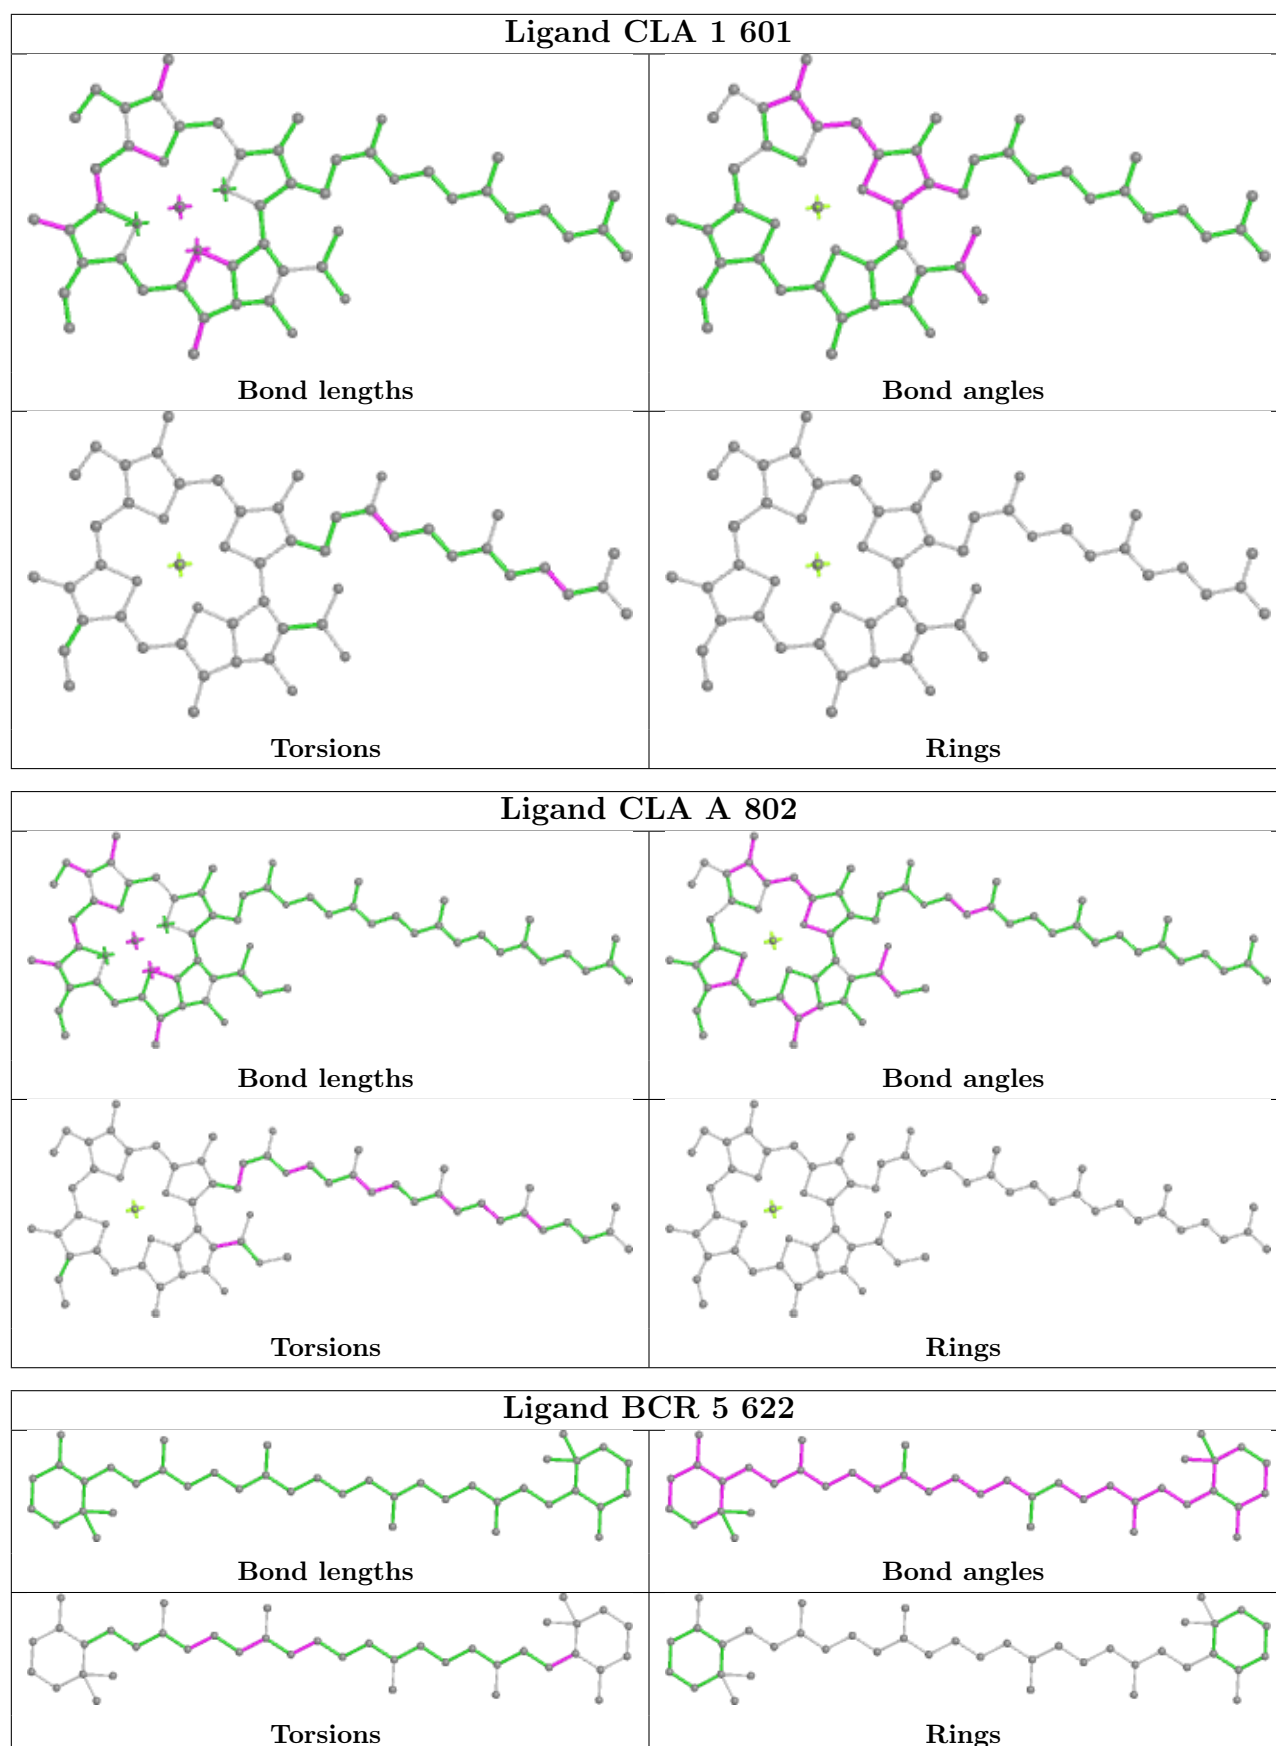 Ligand CLA 1 601
Bond lengths
Bond angles
Torsions
Rings
Ligand CLA A 802
Bond lengths
Bond angles
Torsions
Rings
Ligand BCR 5 622
Bond lengths
Bond angles
Torsions
Rings